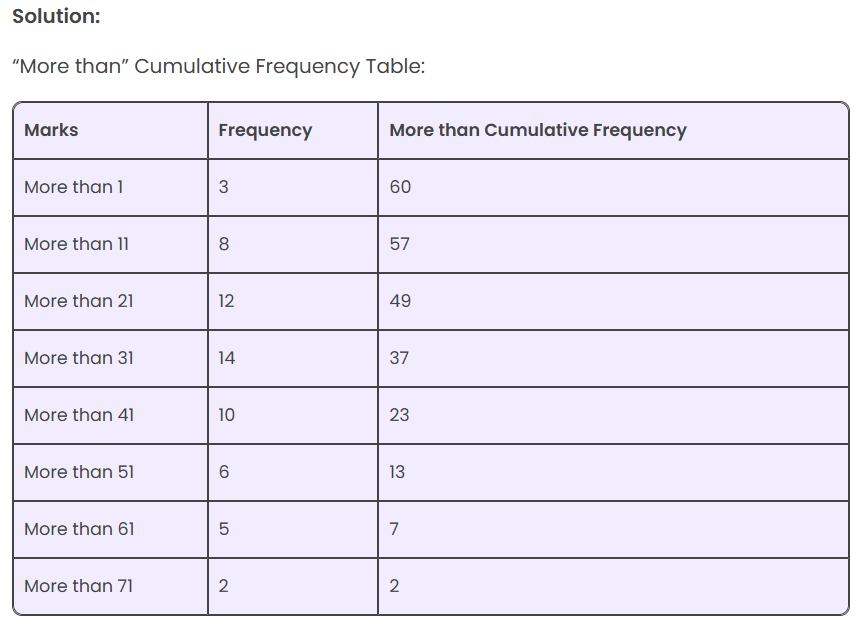 Solution:
“More than” Cumulative Frequency Table:
Marks Frequency More than Cumulative Frequency
More than 1 3 60
More than 11 8 57
More than 21 12 49
More than 31 14 37
More than 41 10 23
More than 51 6 13
More than 61 5 7
More than 71 2 2